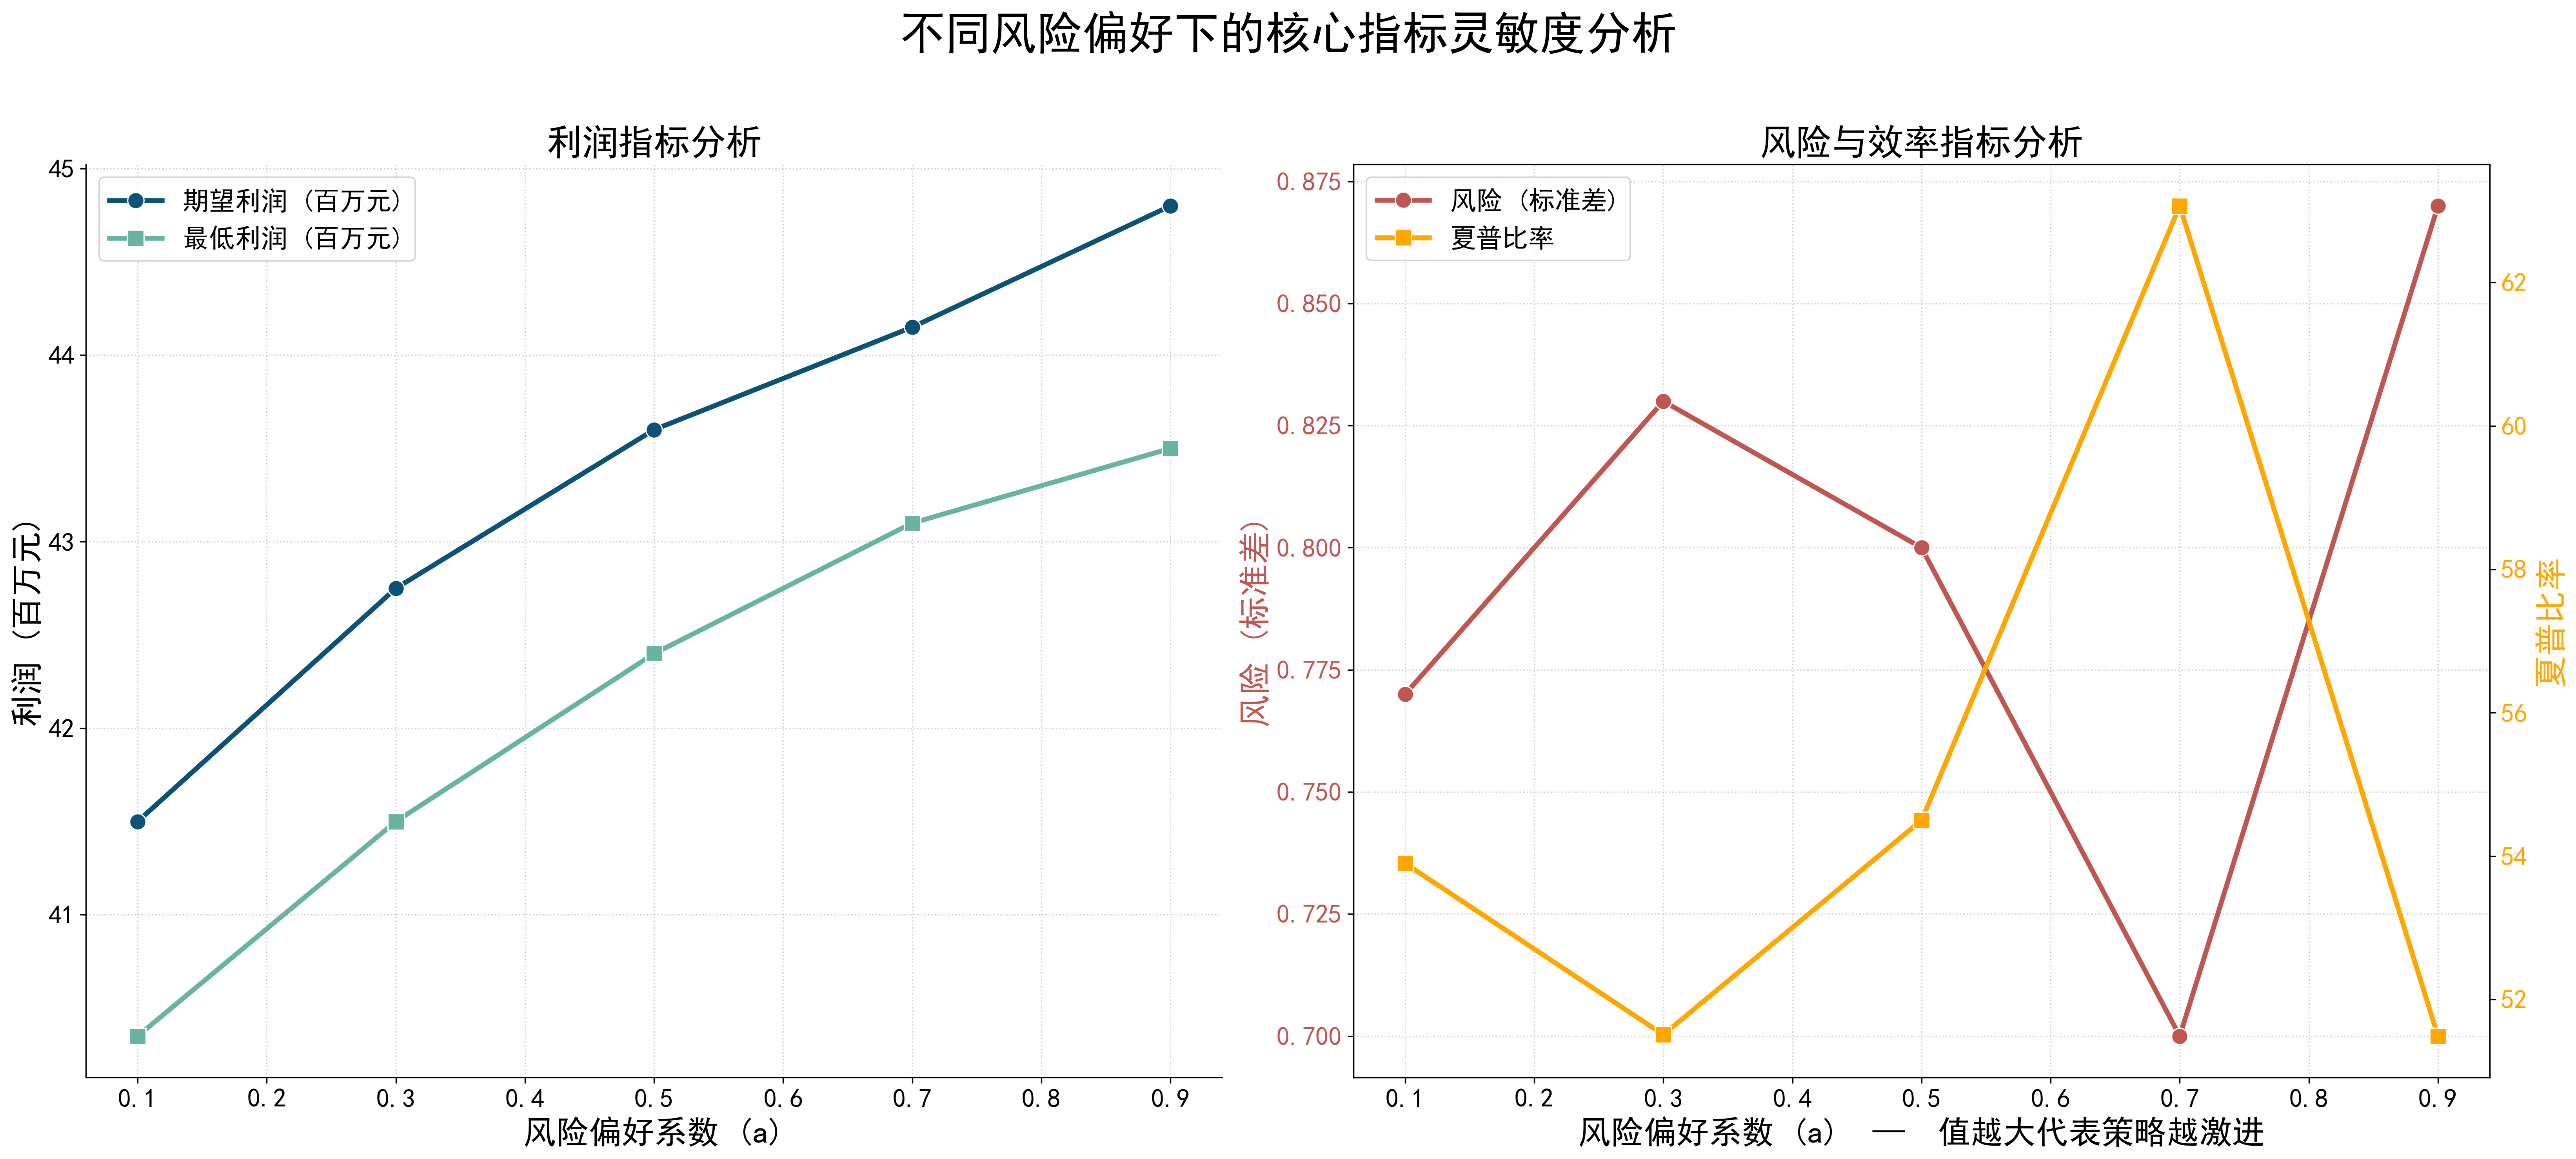 不同风险偏好下的核心指标灵敏度分析
利润指标分析
期望利润 (百万元)
最低利润 (百万元)
45
44
43
42
41
利润 (百万元)
0.1 0.2 0.3 0.4 0.5 0.6 0.7 0.8 0.9
风险偏好系数 (a)
风险与效率指标分析
风险 (标准差)
夏普比率
0.875
0.850
0.825
0.800
0.775
0.750
0.725
0.700
风险 (标准差)
62
60
58
56
54
52
夏普比率
0.1 0.2 0.3 0.4 0.5 0.6 0.7 0.8 0.9
风险偏好系数 (a) — 值越大代表策略越激进